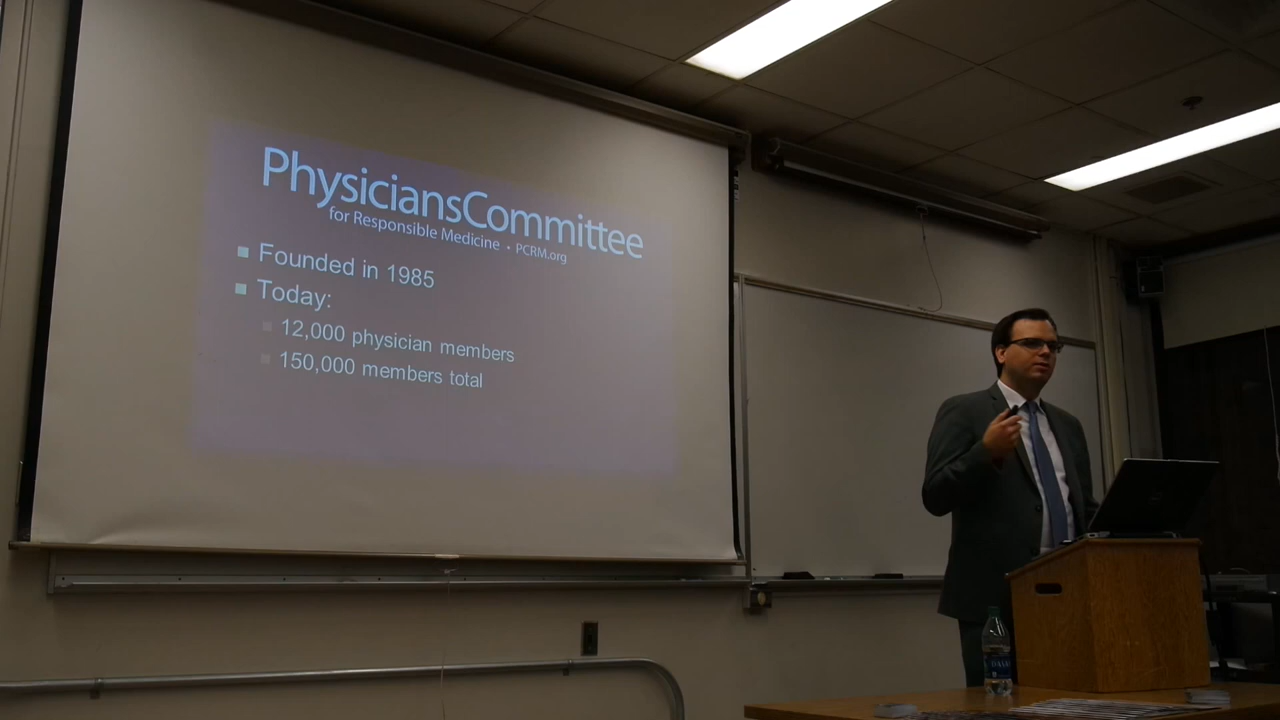 PhysiciansCommittee
for Responsible Medicine • PCRM.org
Founded in 1985
Today:
12,000 physician members
150,000 members total